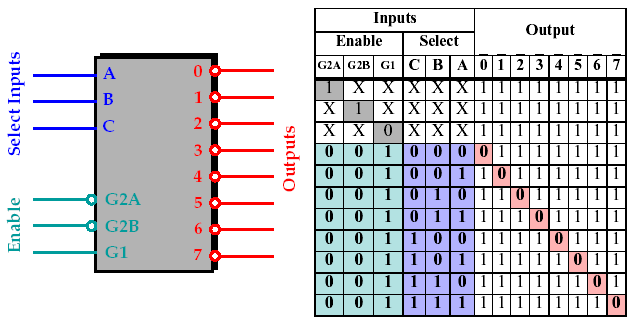 Select Inputs
Enable
A
B
C
G2A
G2B
G1
0
1
2
3
4
5
6
7
Outputs
Inputs Output
Enable Select
G2A G2B G1 C B A 0 1 2 3 4 5 6 7
1 X X X X X 1 1 1 1 1 1 1 1
X 1 X X X X 1 1 1 1 1 1 1 1
X X 0 X X X 1 1 1 1 1 1 1 1
0 0 1 0 0 0 0 1 1 1 1 1 1 1
0 0 1 0 0 1 1 0 1 1 1 1 1 1
0 0 1 0 1 0 1 1 0 1 1 1 1 1
0 0 1 0 1 1 1 1 1 0 1 1 1 1
0 0 1 1 0 0 1 1 1 1 0 1 1 1
0 0 1 1 0 1 1 1 1 1 1 0 1 1
0 0 1 1 1 0 1 1 1 1 1 1 0 1
0 0 1 1 1 1 1 1 1 1 1 1 1 0